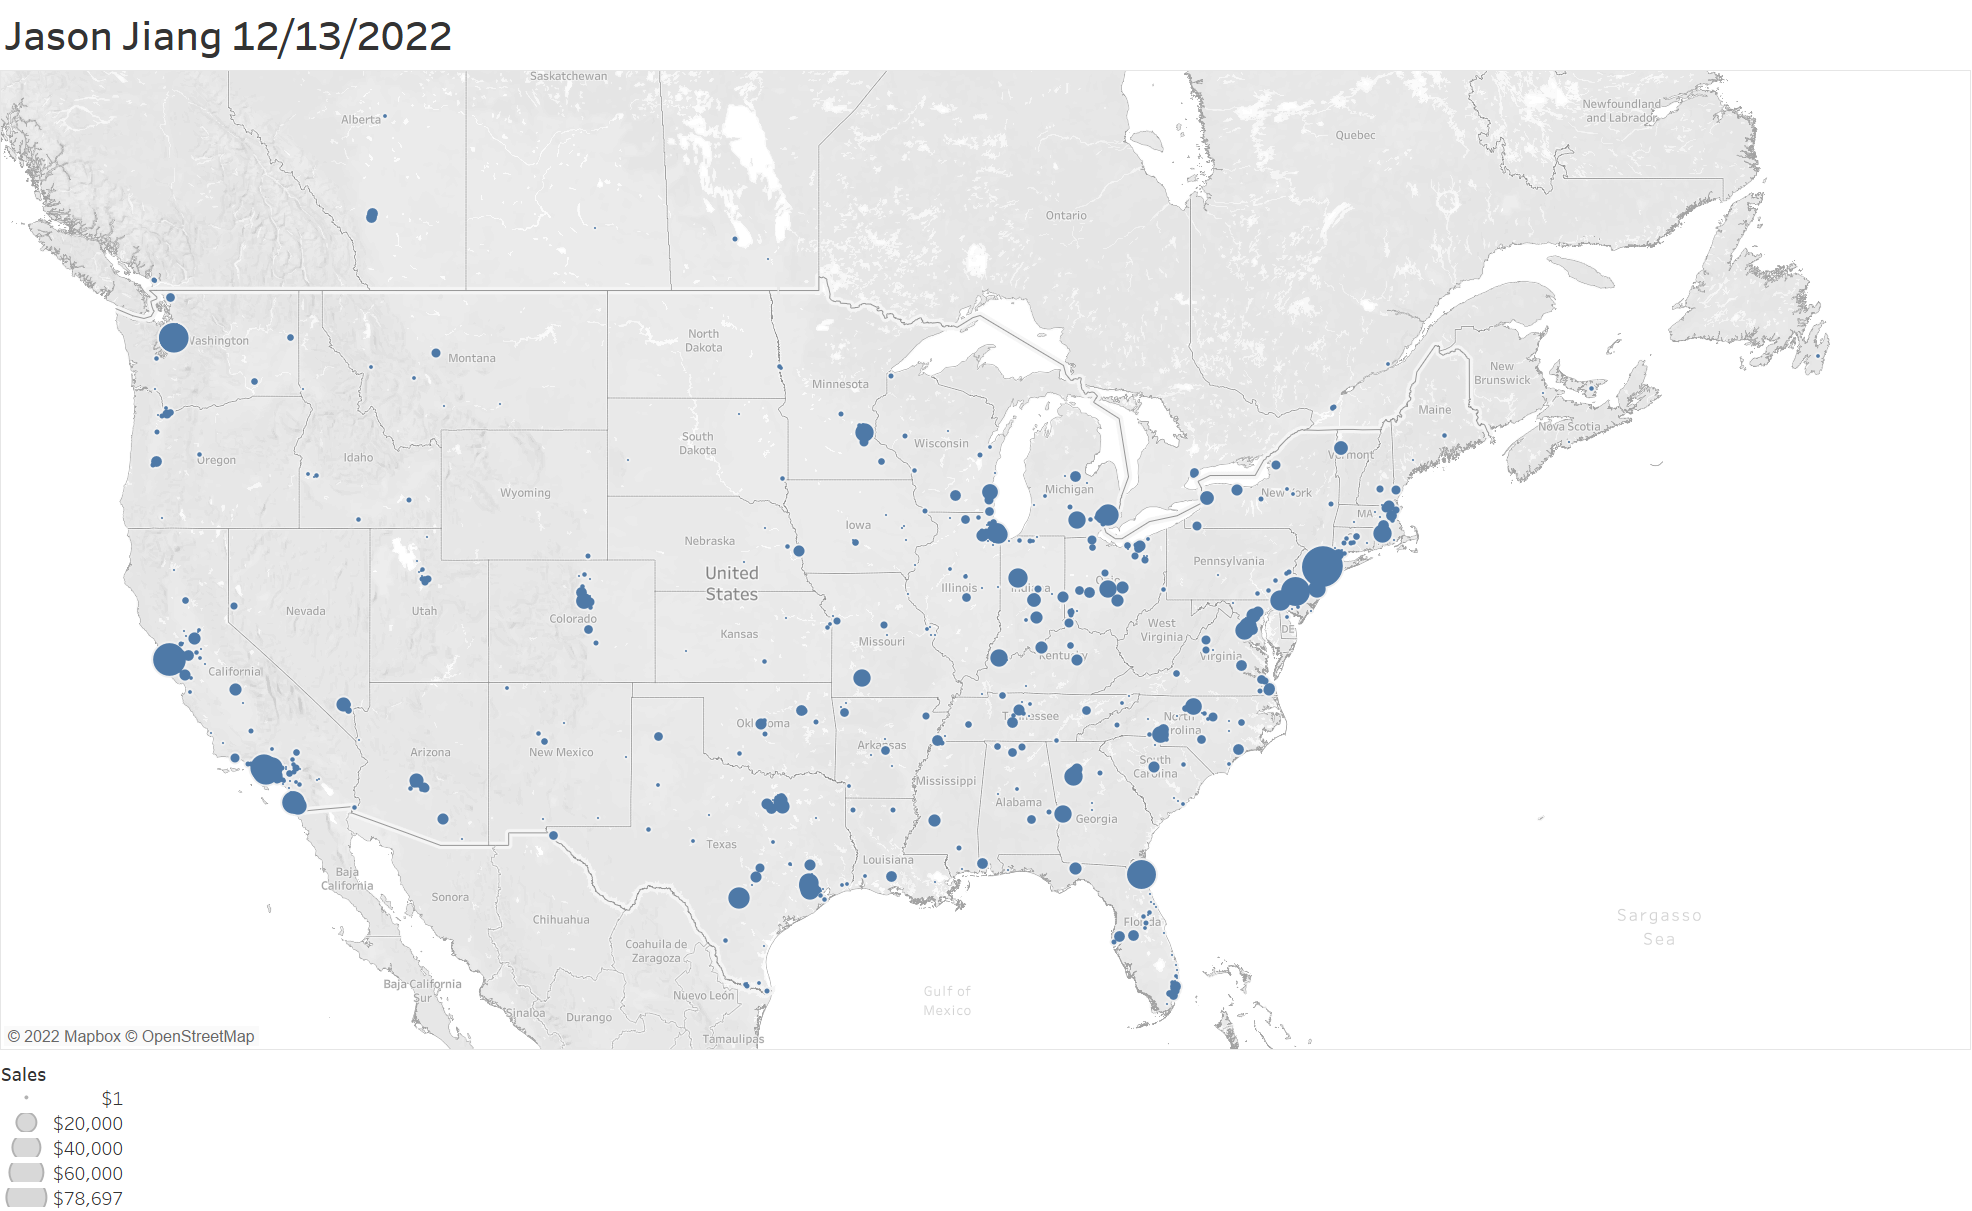 Jason Jiang 12/13/2022
Saskatchewan
Alberta
Newfoundland
and Labrador
Quebec
Ontario
Washington
Montana
North
Dakota
Minnesota
New
Brunswick
Maine
Nova Scotia
Oregon
Idaho
South
Dakota
Wisconsin
Vermont
Wyoming
Michigan
New York
MA
Iowa
Nebraska
Pennsylvania
United
States
Illinois
Indiana
Ohio
Nevada
Utah
Colorado
Kansas
Missouri
West
Virginia
DE
California
Kentucky
Virginia
Arizona
New Mexico
Oklahoma
Arkansas
Tennessee
North
Carolina
South
Carolina
Mississippi
Alabama
Georgia
Texas
Louisiana
Baja
California
Sonora
Chihuahua
Coahuila de
Zaragoza
Florida
Sargasso
Sea
Baja California
Sur
Nuevo León
Gulf of
Mexico
Sinaloa
Durango
Tamaulipas
© 2022 Mapbox © OpenStreetMap
Sales
$1
$20,000
$40,000
$60,000
$78,697